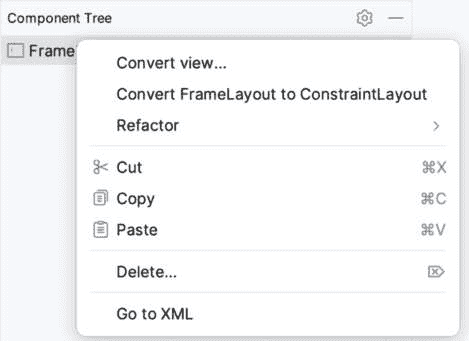 Component Tree
Frame
Convert view...
Convert FrameLayout to ConstraintLayout
Refactor
Cut ⌘X
Copy ⌘C
Paste ⌘V
Delete...
Go to XML